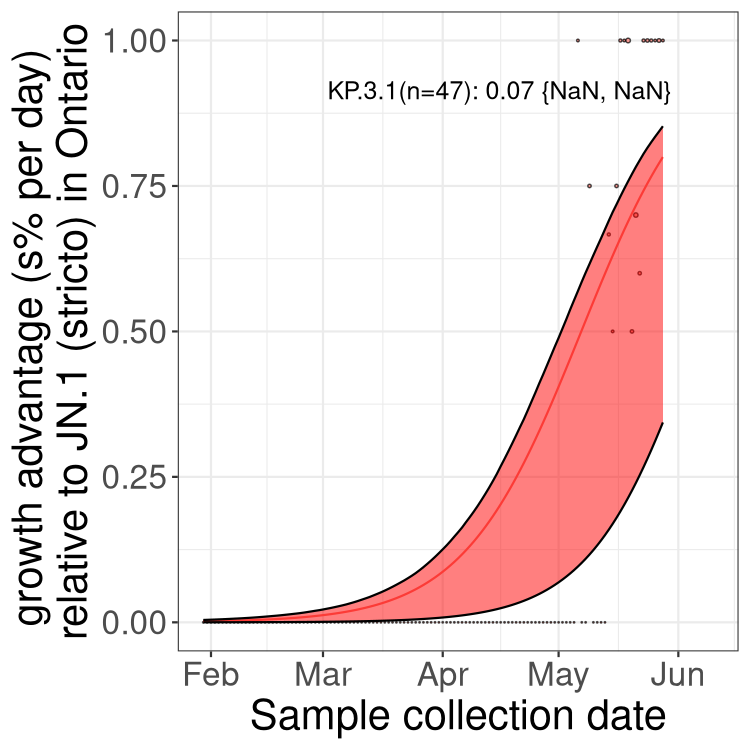 growth advantage (s% per day)
relative to JN.1 (stricto) in Ontario
1.00
0.75
0.50
0.25
0.00
KP.3.1(n=47): 0.07 {NaN, NaN}
Feb Mar Apr May Jun
Sample collection date